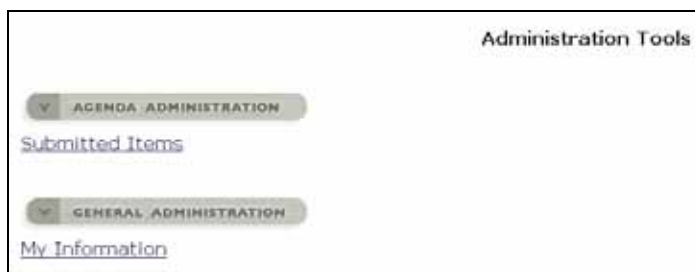 Administration Tools
AGENDA ADMINISTRATION
Submitted Items
GENERAL ADMINISTRATION
My Information